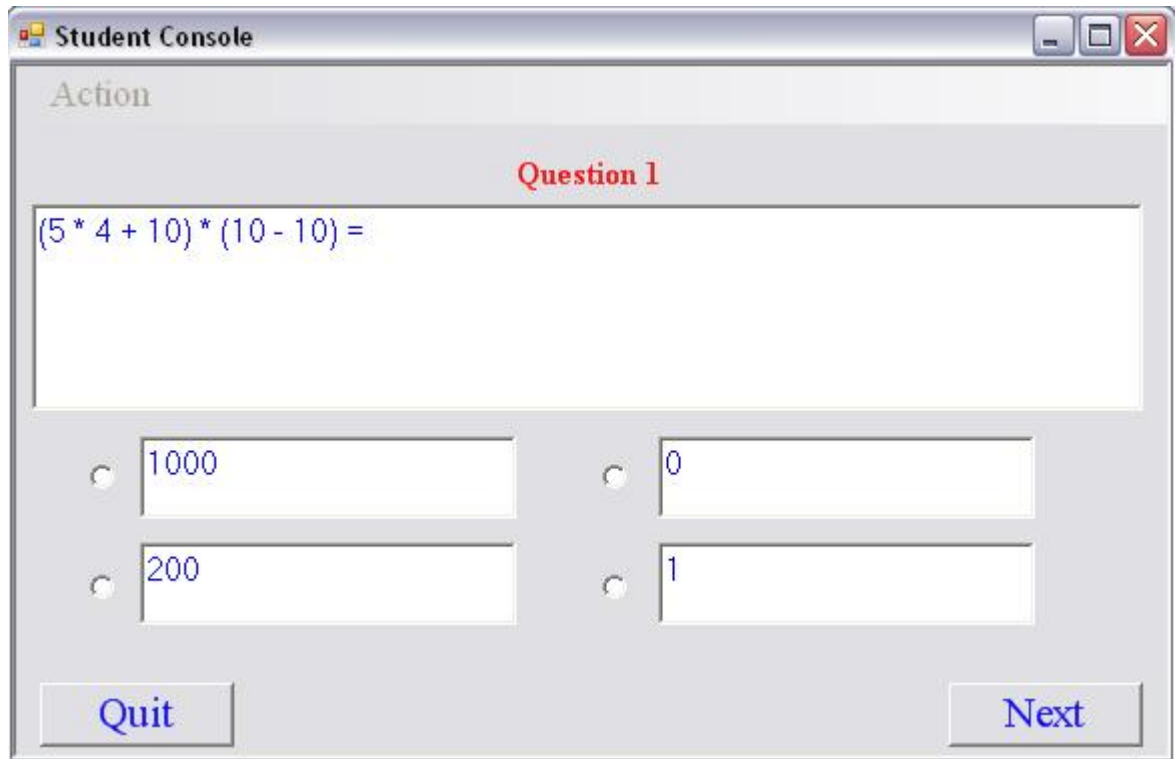 Student Console
Action
Question 1
(5 * 4 + 10) * (10 - 10) =
1000
0
200
1
Quit
Next